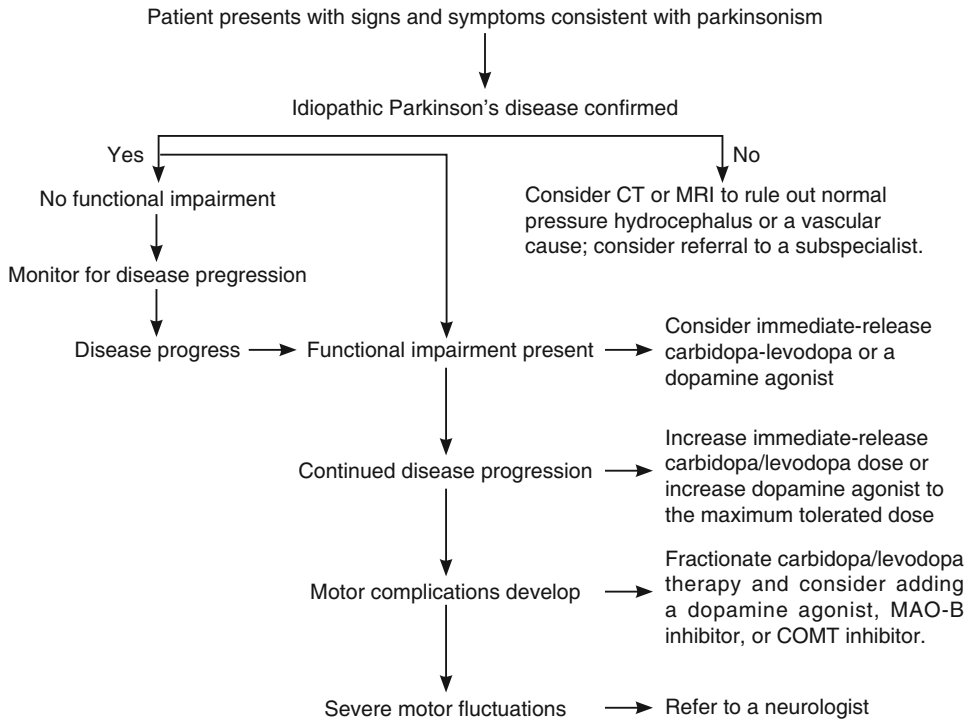 Patient presents with signs and symptoms consistent with parkinsonism
Idiopathic Parkinson's disease confirmed
Yes
No
No functional impairment
Consider CT or MRI to rule out normal
pressure hydrocephalus or a vascular
cause; consider referral to a subspecialist.
Monitor for disease pregression
Disease progress
Functional impairment present
Consider immediate-release
carbidopa-levodopa or a
dopamine agonist
Continued disease progression
Increase immediate-release
carbidopa/levodopa dose or
increase dopamine agonist to
the maximum tolerated dose
Motor complications develop
Fractionate carbidopa/levodopa
therapy and consider adding
a dopamine agonist, MAO-B
inhibitor, or COMT inhibitor.
Severe motor fluctuations
Refer to a neurologist